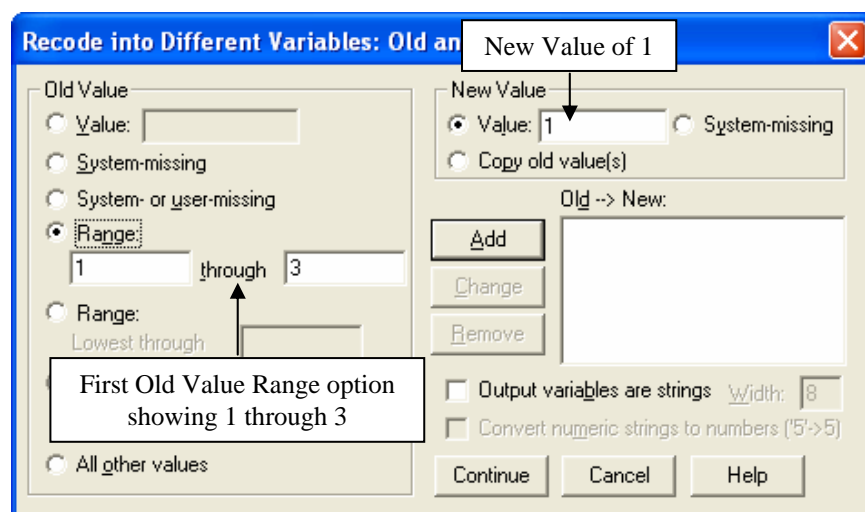 Recode into Different Variables: Old an
New Value of 1
Old Value
Value:
System-missing
System- or user-missing
Range:
1 through 3
Range:
Lowest through
First Old Value Range option
showing 1 through 3
All other values
New Value
Value: 1 System-missing
Copy old value(s)
Old --> New:
Add
Change
Remove
Output variables are strings Width: 8
Convert numeric strings to numbers ('5'->5)
Continue Cancel Help